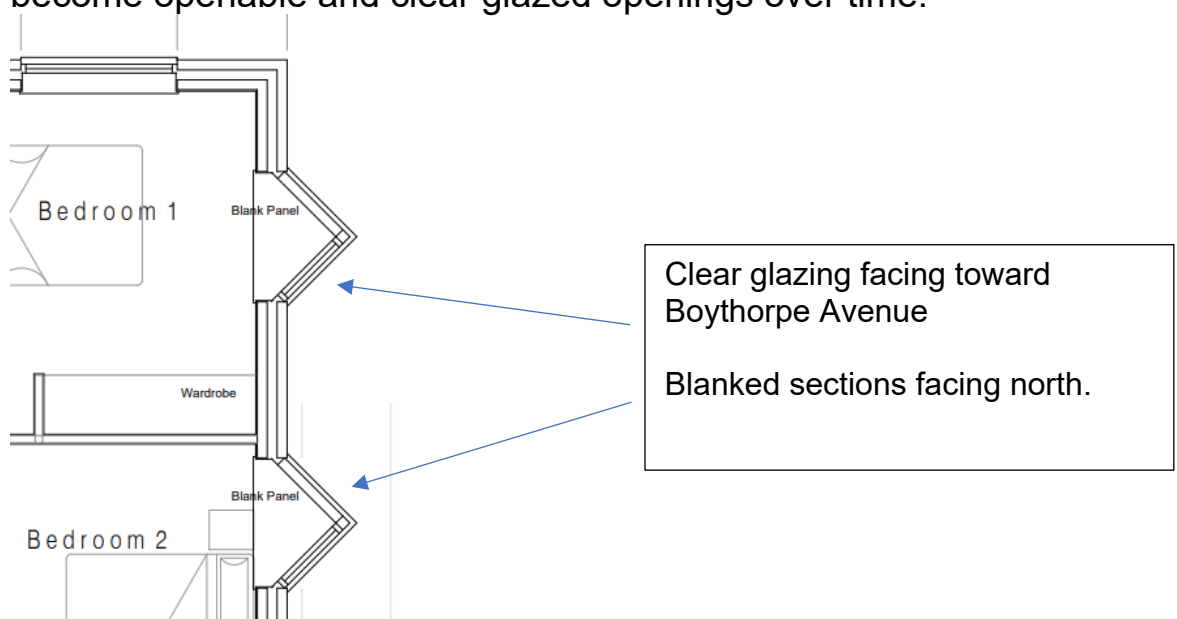 become openable and clear glazed openings over time.
Bedroom 1
Blank Panel
Clear glazing facing toward
Boythorpe Avenue
Blanked sections facing north.
Wardrobe
Blank Panel
Bedroom 2